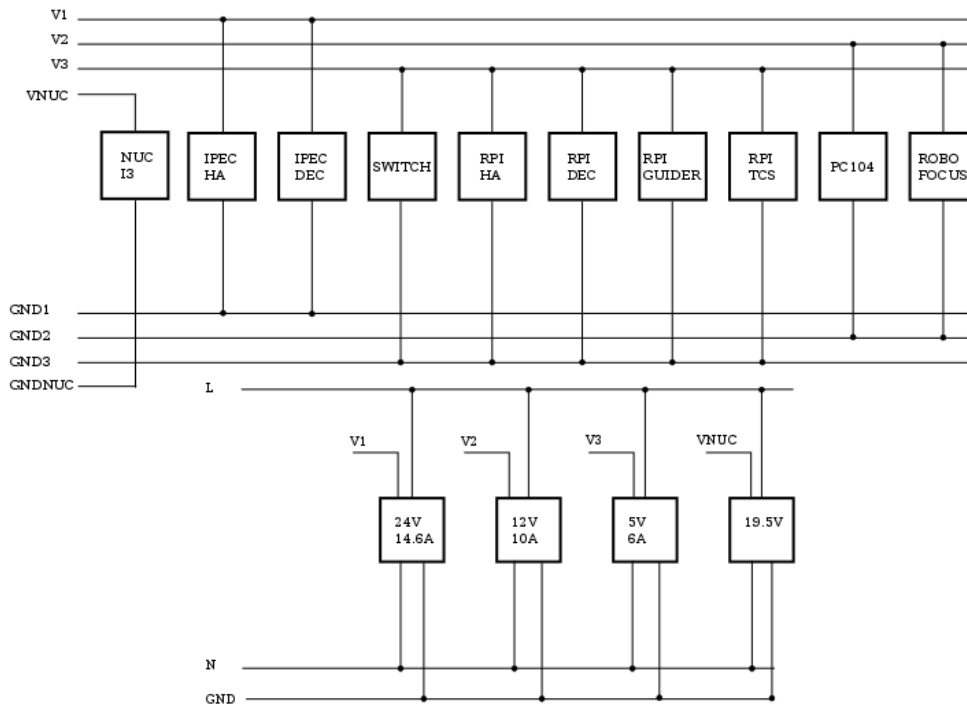 V1
V2
V3
VNUC
NUC
I3
IPEC
HA
IPEC
DEC
SWITCH
RPI
HA
RPI
DEC
RPI
GUIDER
RPI
TCS
PC104
ROBO
FOCUS
GND1
GND2
GND3
GNDNUC
L
V1
V2
V3
VNUC
24V
14.6A
12V
10A
5V
6A
19.5V
N
GND